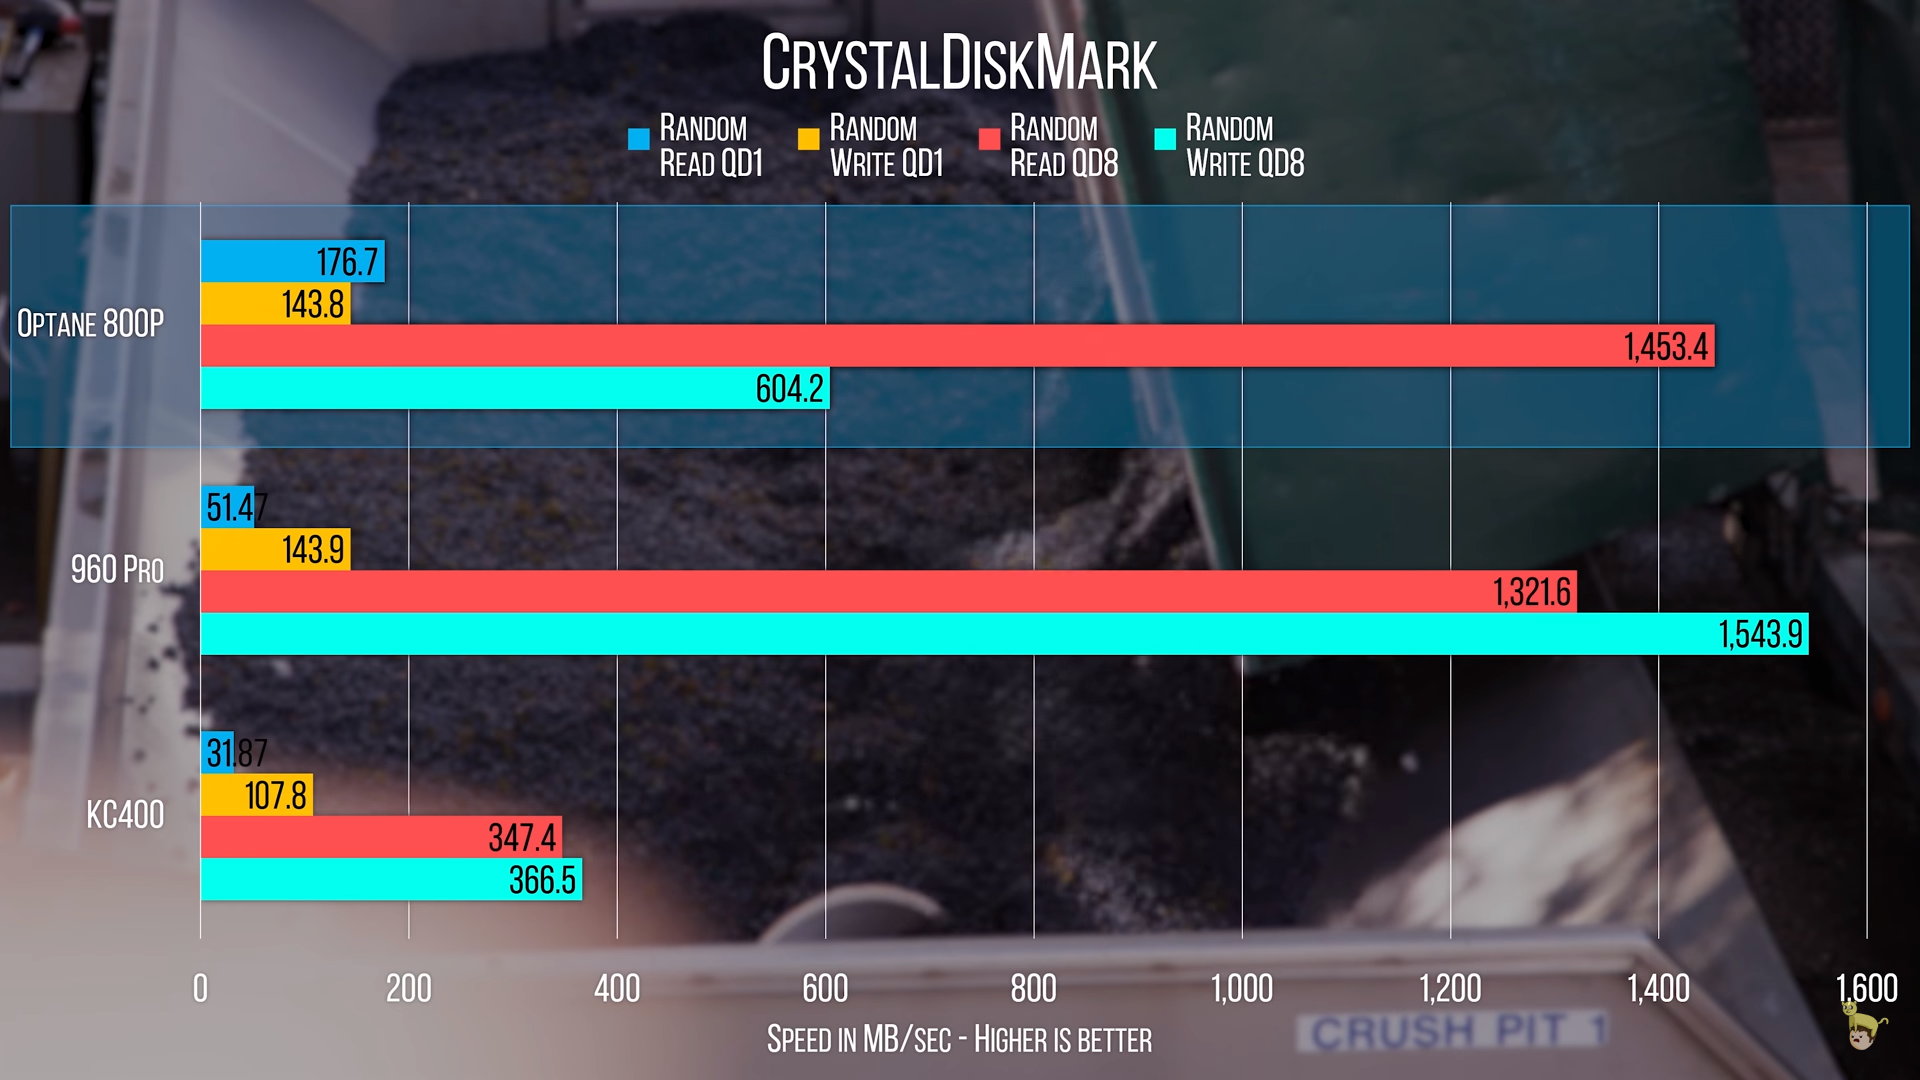 CRYSTALDISKMARK
RANDOM READ QD1
RANDOM WRITE QD1
RANDOM READ QD8
RANDOM WRITE QD8
OPTANE 800P
176.7
143.8
1,453.4
604.2
960 PRO
51.47
143.9
1,321.6
1,543.9
KC400
31.87
107.8
347.4
366.5
0 200 400 600 800 1,000 1,200 1,400 1,600
SPEED IN MB/SEC - HIGHER IS BETTER
CRUSH PIT 1